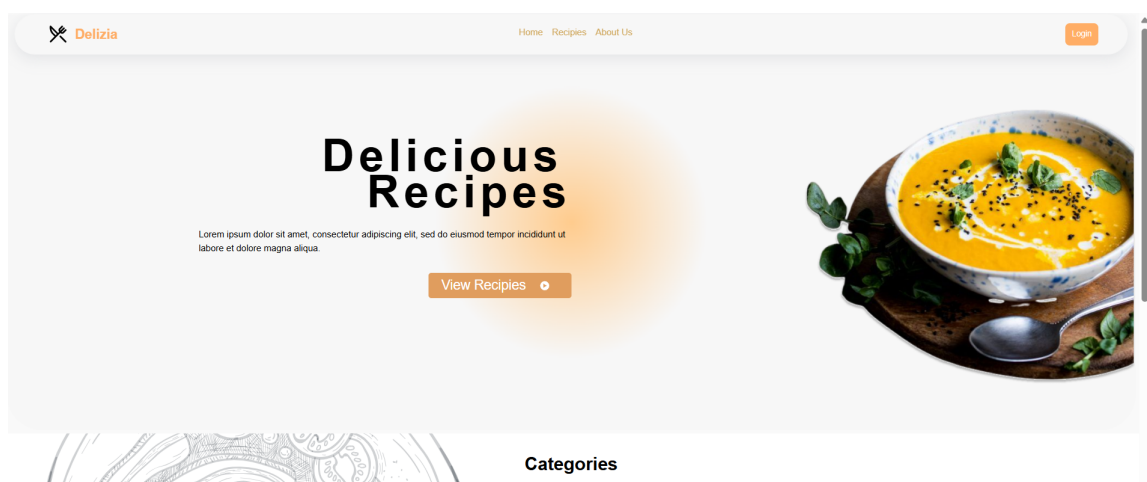 Delizia
Home Recipies About Us
Login
Delicious
Recipes
Lorem ipsum dolor sit amet, consectetur adipiscing elit, sed do eiusmod tempor incididunt ut
labore et dolore magna aliqua.
View Recipies
Categories